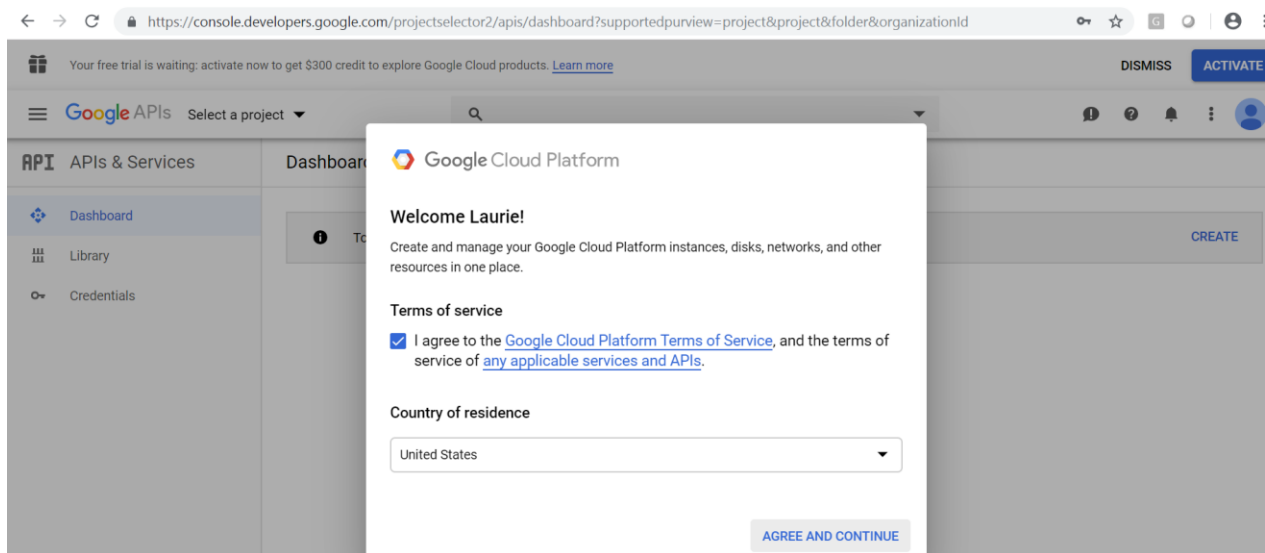 https://console.developers.google.com/projectselector2/apis/dashboard?supportedpurview=project&project&folder&organizationId
G
Your free trial is waiting: activate now to get $300 credit to explore Google Cloud products. Learn more
DISMISS
ACTIVATE
Google APIs
Select a project
API APIs & Services
Dashboard
Dashboard
Library
Credentials
To
CREATE
Google Cloud Platform
Welcome Laurie!
Create and manage your Google Cloud Platform instances, disks, networks, and other
resources in one place.
Terms of service
I agree to the Google Cloud Platform Terms of Service, and the terms of
service of any applicable services and APIs.
Country of residence
United States
AGREE AND CONTINUE